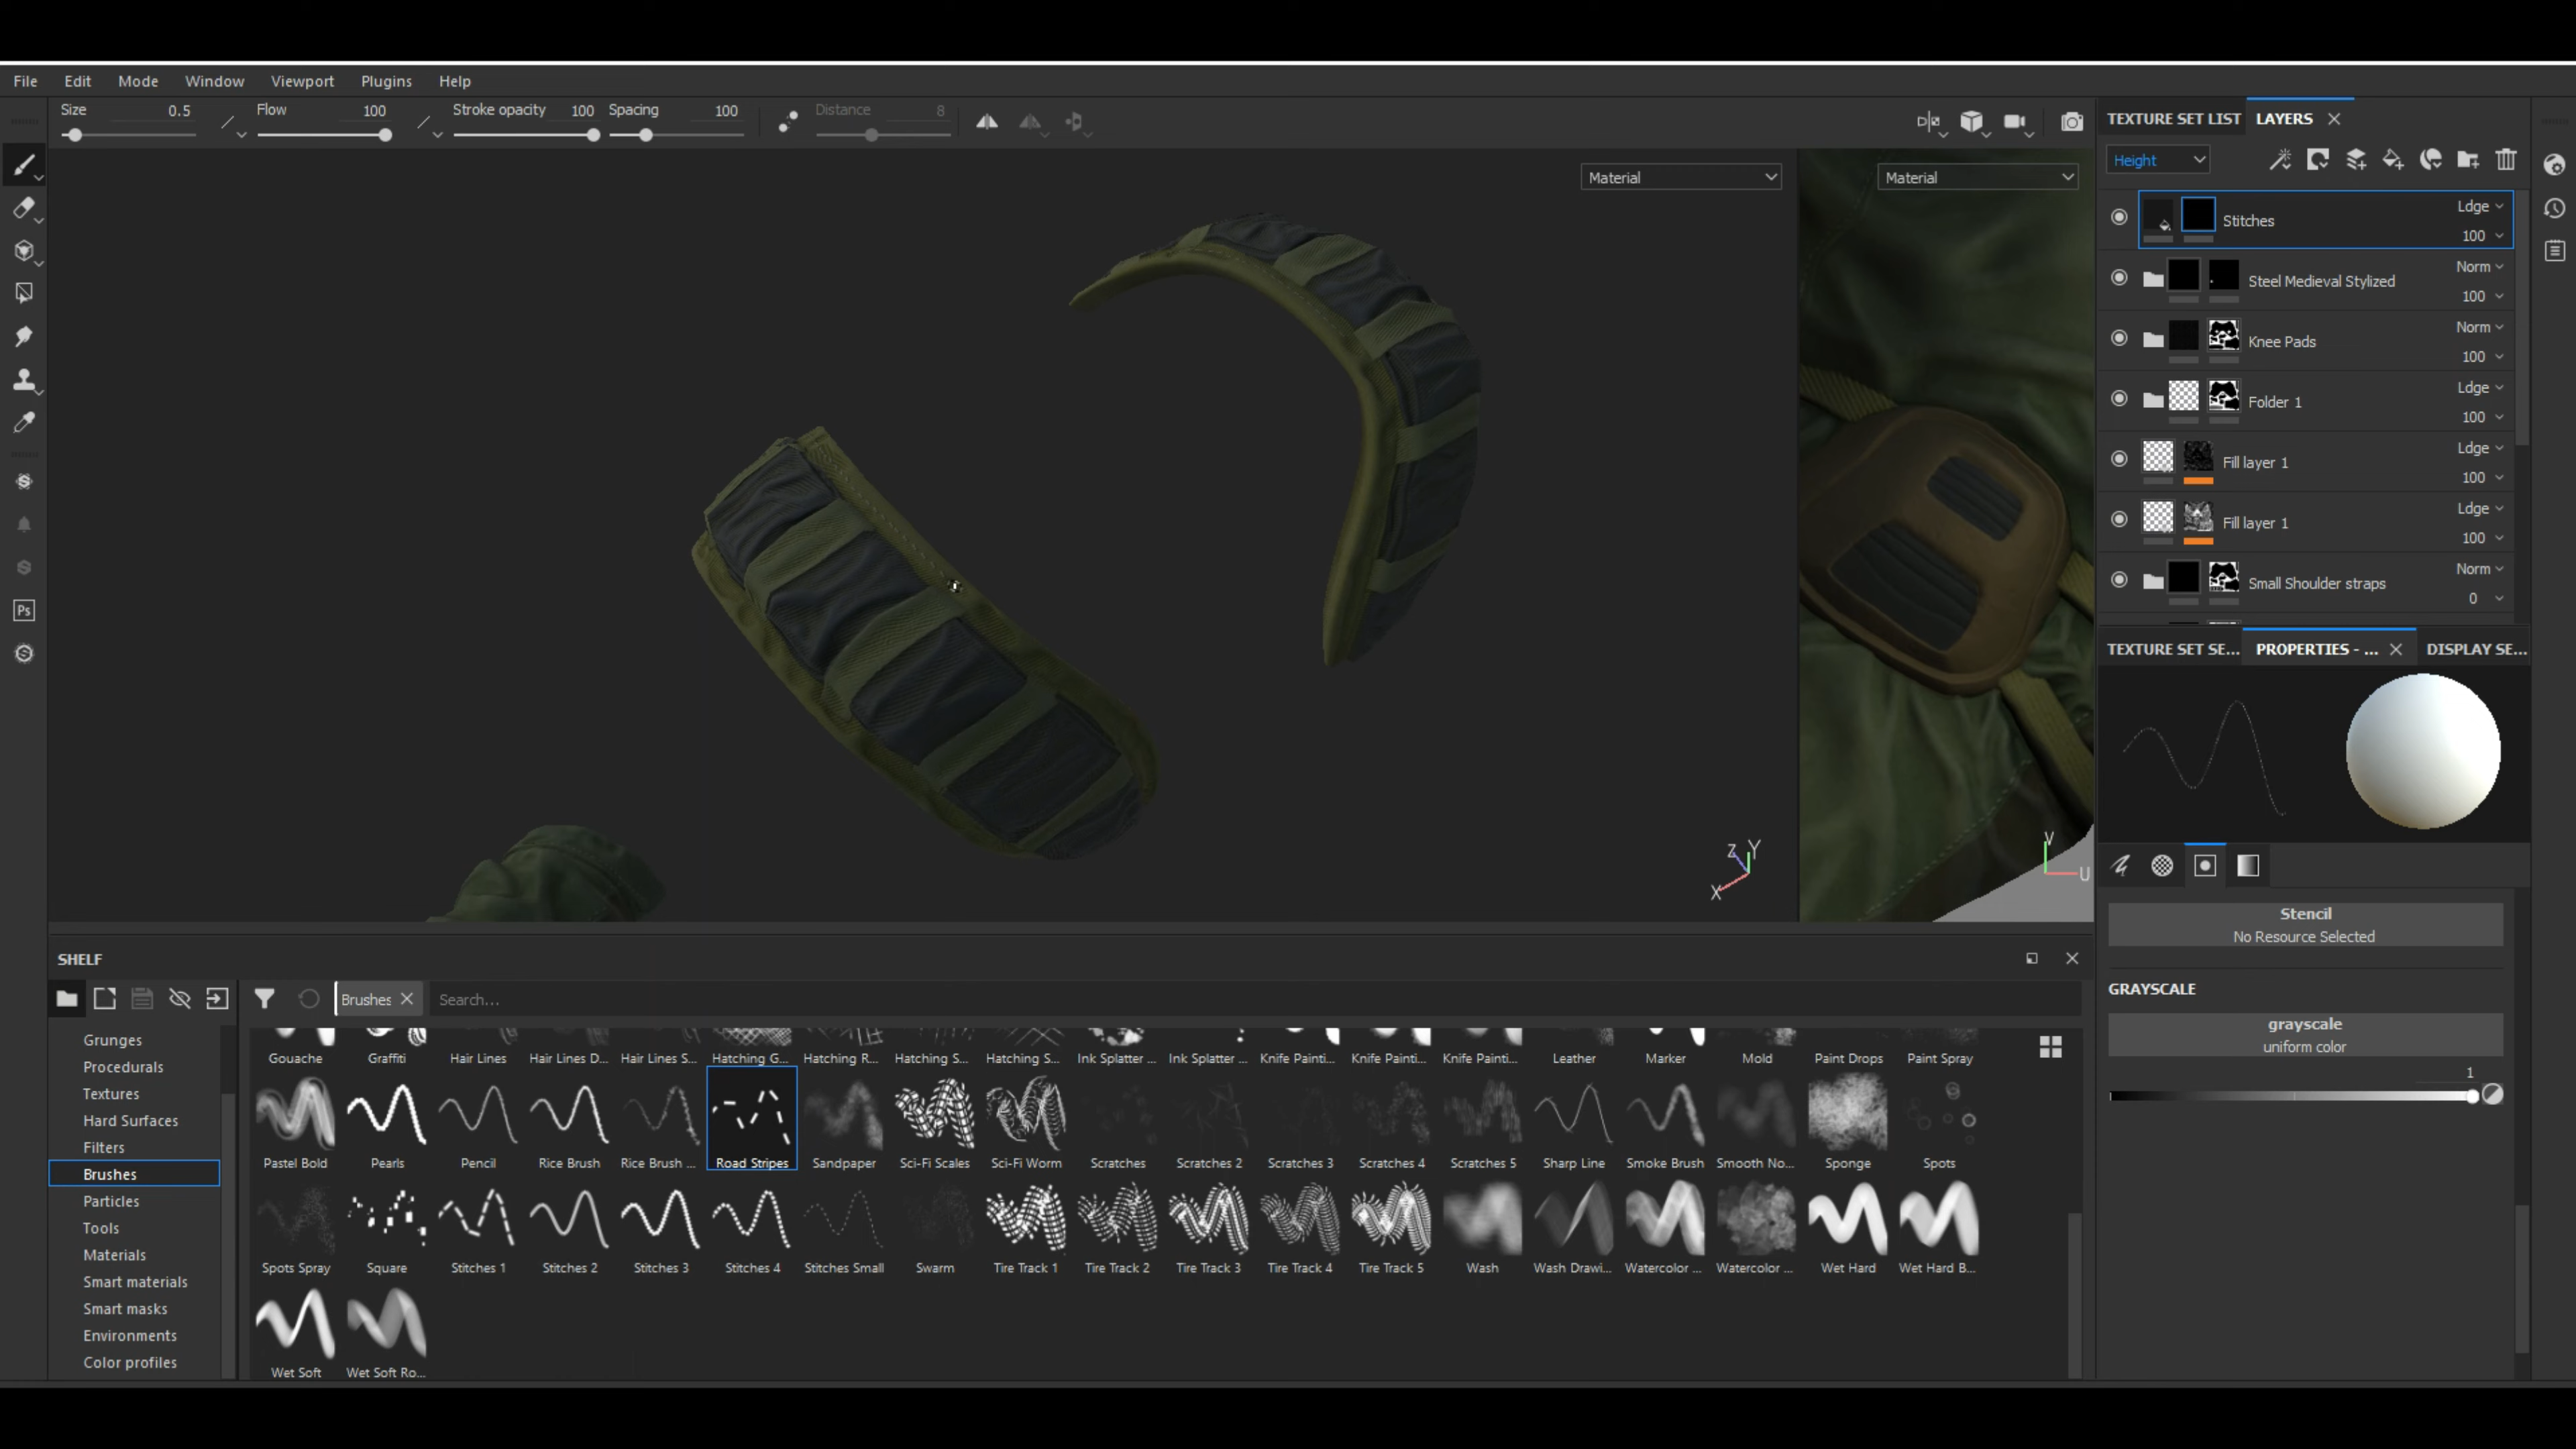 File Edit Mode Window Viewport Plugins Help
Size 0.5 Flow 100 Stroke opacity 100 Spacing 100 Distance 8
TEXTURE SET LIST LAYERS
Height
Material
Material
Stitches Ldge 100
Steel Medieval Stylized Norm 100
Knee Pads Norm 100
Folder 1 Ldge 100
Fill layer 1 Ldge 100
Fill layer 1 Ldge 100
Small Shoulder straps Norm 0
Ps
TEXTURE SET SE... PROPERTIES - ... DISPLAY SE...
Z Y X
V U
Stencil
No Resource Selected
GRAYSCALE
grayscale
uniform color
1
SHELF
Brushes Search...
Grunges
Procedurals
Textures
Hard Surfaces
Filters
Brushes
Particles
Tools
Materials
Smart materials
Smart masks
Environments
Color profiles
Gouache Graffiti Hair Lines Hair Lines D... Hair Lines S... Hatching G... Hatching R... Hatching S... Hatching S... Ink Splatter ... Ink Splatter ... Knife Painti... Knife Painti... Knife Painti... Leather Marker Mold Paint Drops Paint Spray
Pastel Bold Pearls Pencil Rice Brush Rice Brush ... Road Stripes Sandpaper Sci-Fi Scales Sci-Fi Worm Scratches Scratches 2 Scratches 3 Scratches 4 Scratches 5 Sharp Line Smoke Brush Smooth No... Sponge Spots
Spots Spray Square Stitches 1 Stitches 2 Stitches 3 Stitches 4 Stitches Small Swarm Tire Track 1 Tire Track 2 Tire Track 3 Tire Track 4 Tire Track 5 Wash Wash Drawi... Watercolor ... Watercolor ... Wet Hard Wet Hard B...
Wet Soft Wet Soft Ro...